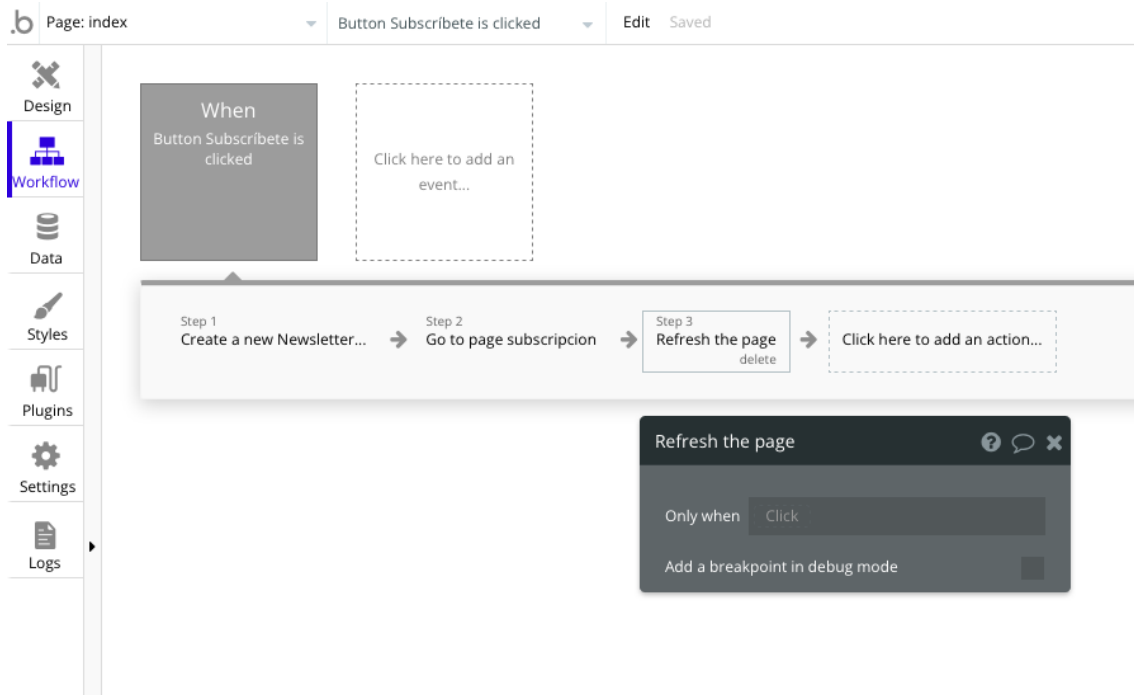 .b Page: index Button Subscríbete is clicked Edit Saved
Design
Workflow
Data
Styles
Plugins
Settings
Logs
When
Button Subscríbete is
clicked
Click here to add an
event...
Step 1
Create a new Newsletter...
Step 2
Go to page subscripcion
Step 3
Refresh the page
delete
Click here to add an action...
Refresh the page
Only when Click
Add a breakpoint in debug mode